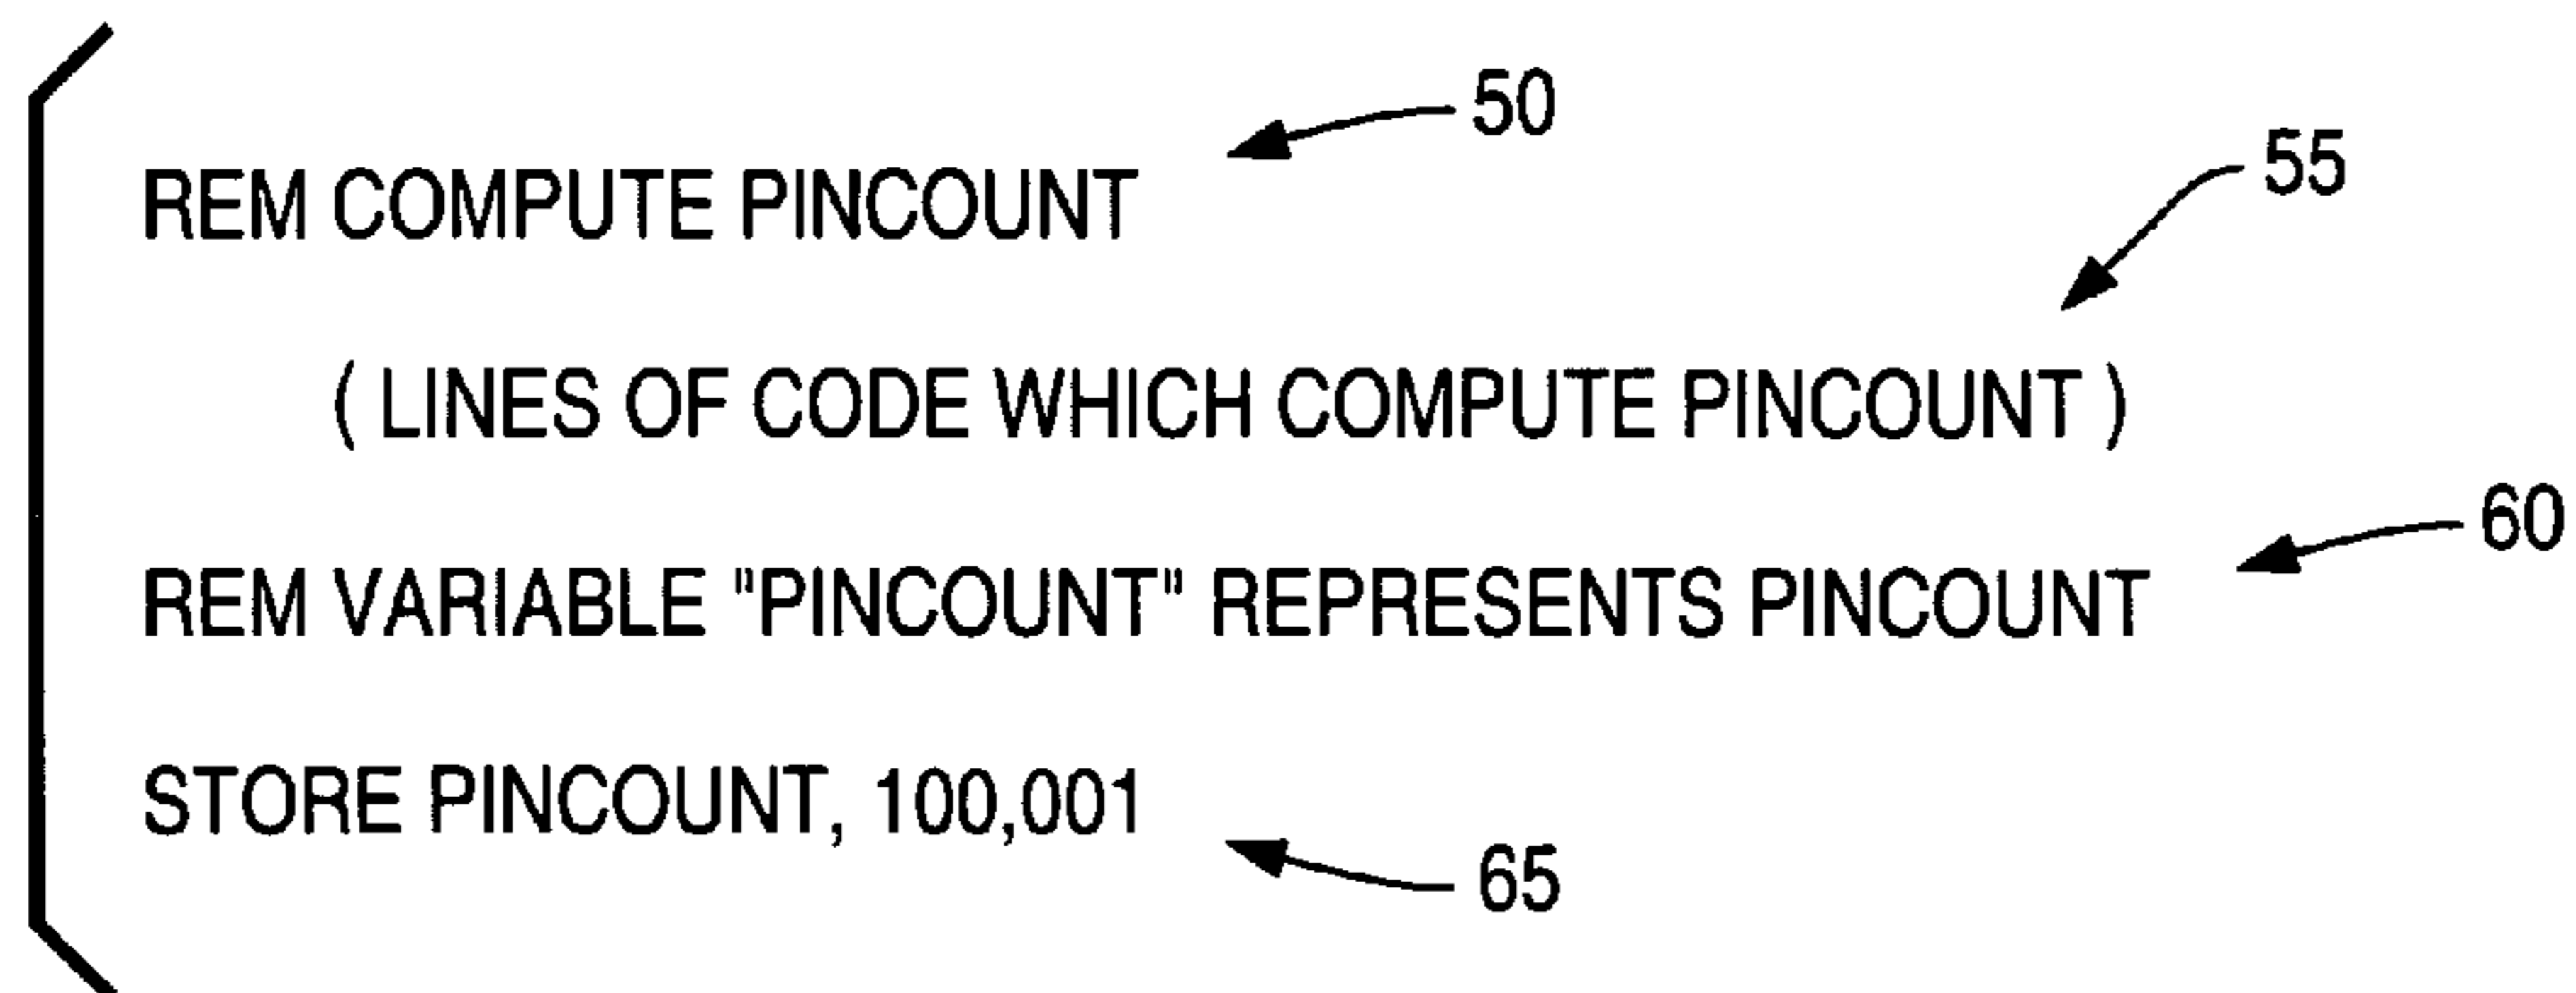 50
REM COMPUTE PINCOUNT
55
( LINES OF CODE WHICH COMPUTE PINCOUNT )
60
REM VARIABLE "PINCOUNT" REPRESENTS PINCOUNT
STORE PINCOUNT, 100,001
65